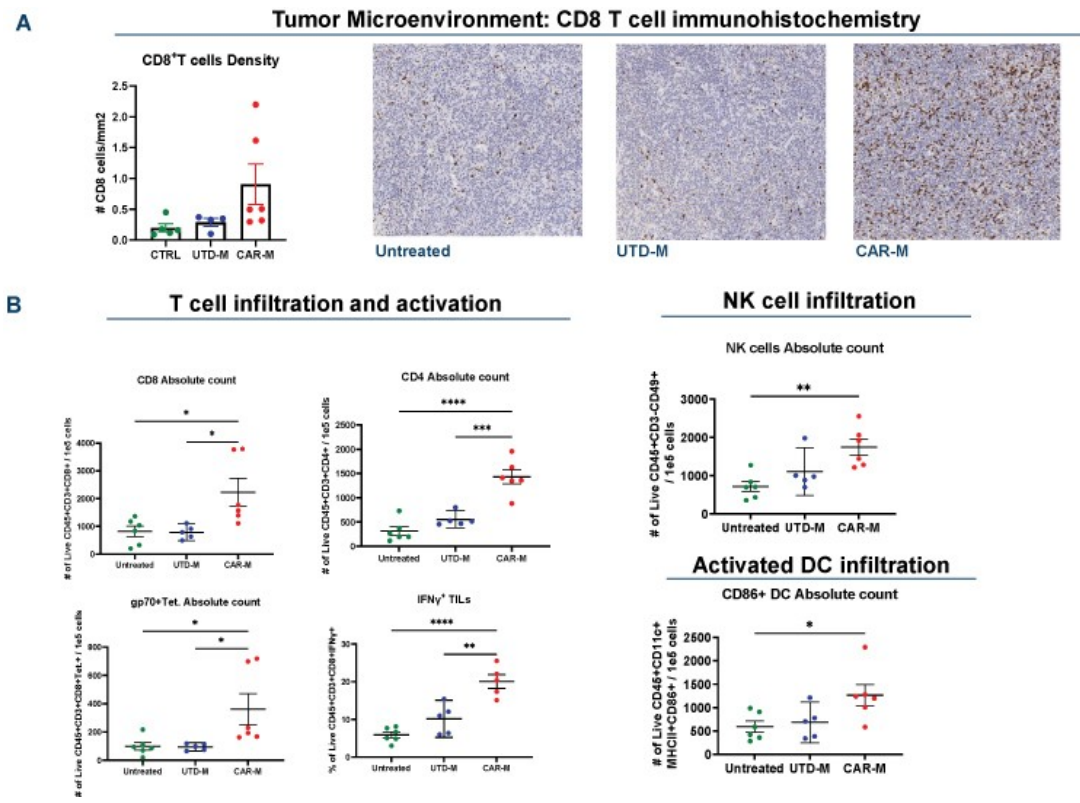 A
Tumor Microenvironment: CD8 T cell immunohistochemistry
CD8⁺T cells Density
# CD8 cells/mm2
2.5
2.0
1.5
1.0
0.5
0.0
CTRL UTD-M CAR-M
Untreated
UTD-M
CAR-M
B
T cell infiltration and activation
CD8 Absolute count
# of Live CD45+CD3+CD8+ / 1e5 cells
*
*
4000
3000
2000
1000
0
Untreated UTD-M CAR-M
CD4 Absolute count
# of Live CD45+CD3+CD4+ / 1e5 cells
****
***
2500
2000
1500
1000
500
0
Untreated UTD-M CAR-M
gp70+Tet. Absolute count
# of Live CD45+CD3+CD8+Tet.+ / 1e5 cells
*
*
800
600
400
200
0
Untreated UTD-M CAR-M
IFNγ⁺ TILs
% of Live CD45+CD3+CD8+IFNγ+
****
**
30
20
10
0
Untreated UTD-M CAR-M
NK cell infiltration
NK cells Absolute count
# of Live CD45+CD3-CD49+
/ 1e5 cells
**
3000
2000
1000
0
Untreated UTD-M CAR-M
Activated DC infiltration
CD86+ DC Absolute count
# of Live CD45+CD11c+
MHCII+CD86+ / 1e5 cells
*
2500
2000
1500
1000
500
0
Untreated UTD-M CAR-M